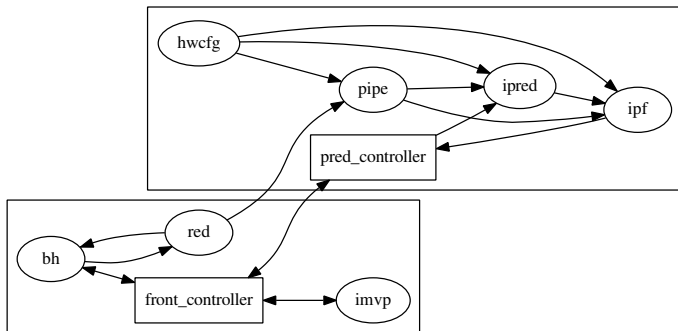 hwcfg
pipe
ipred
ipf
pred_controller
red
bh
front_controller
imvp